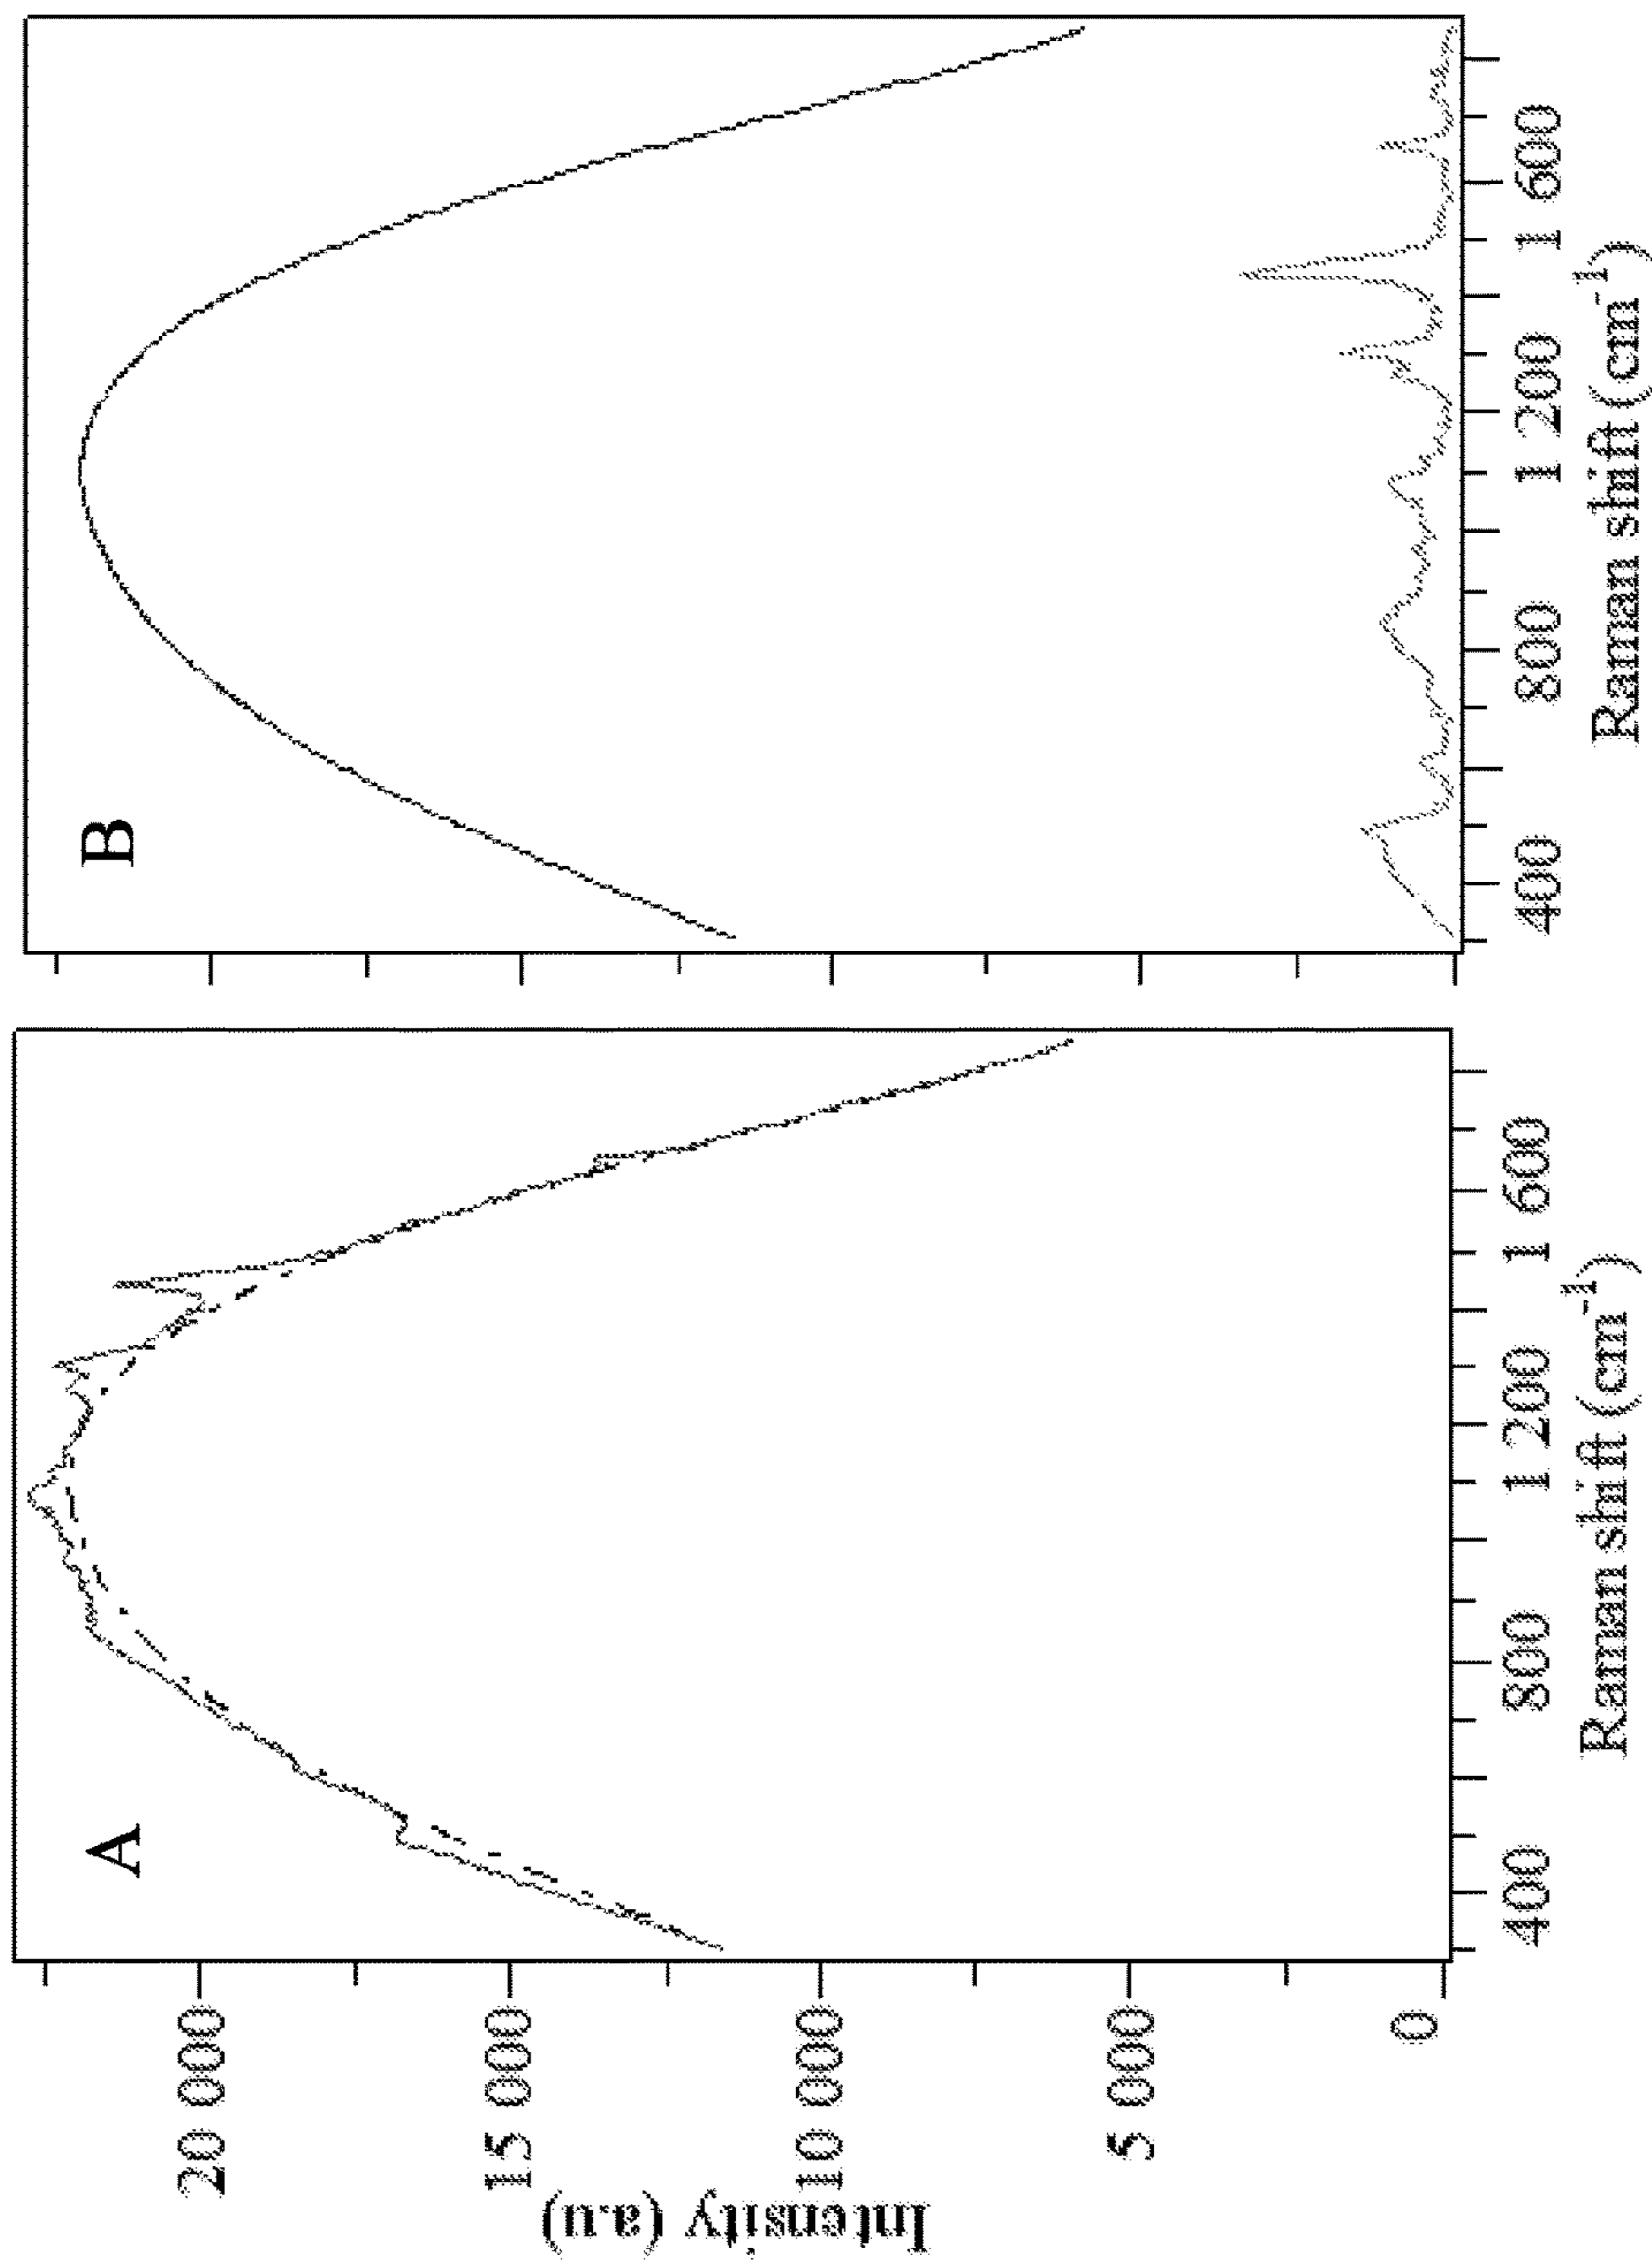 A
B
Intensity (a.u)
20 000
15 000
10 000
5 000
0
400
800
1 200
1 600
Raman shift (cm⁻¹)
400
800
1 200
1 600
Raman shift (cm⁻¹)